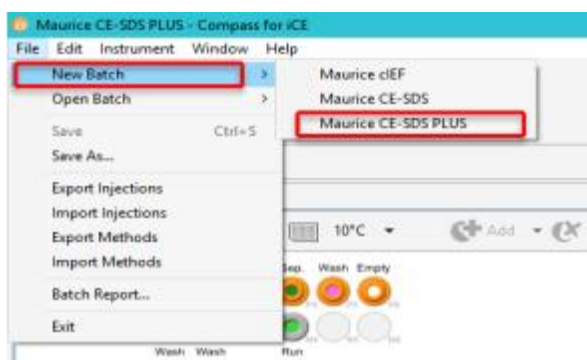 Maurice CE-SDS PLUS - Compass for iCE
File Edit Instrument Window Help
New Batch > Maurice cIEF
Open Batch > Maurice CE-SDS
Maurice CE-SDS PLUS
Save Ctrl+S
Save As...
Export Injections
Import Injections
Export Methods 10°C Add
Import Methods
Sep. Wash Empty
Batch Report...
Exit
Wash Wash Run